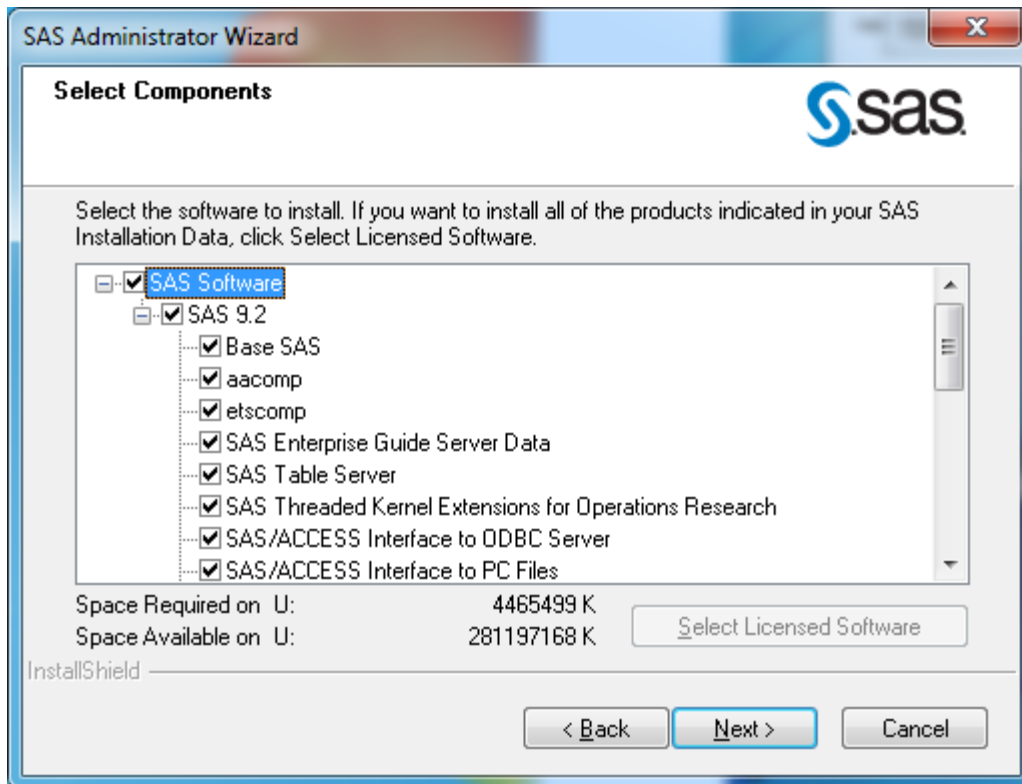 SAS Administrator Wizard
Select Components
sas
Select the software to install. If you want to install all of the products indicated in your SAS
Installation Data, click Select Licensed Software.
SAS Software
SAS 9.2
Base SAS
aacomp
etscomp
SAS Enterprise Guide Server Data
SAS Table Server
SAS Threaded Kernel Extensions for Operations Research
SAS/ACCESS Interface to ODBC Server
SAS/ACCESS Interface to PC Files
Space Required on U: 4465499 K
Space Available on U: 281197168 K
Select Licensed Software
InstallShield
< Back Next > Cancel